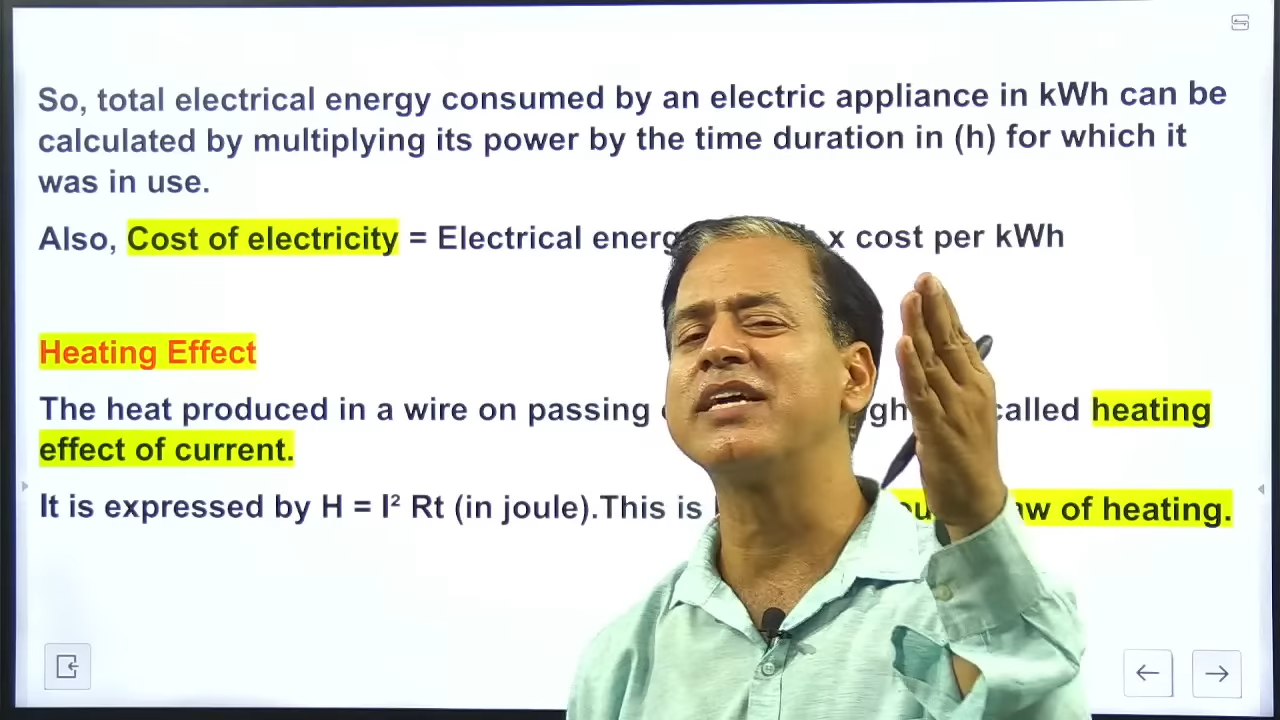 So, total electrical energy consumed by an electric appliance in kWh can be
calculated by multiplying its power by the time duration in (h) for which it
was in use.
Also, Cost of electricity = Electrical x cost per kWh
Heating Effect
The heat produced in a wire on passing called heating
effect of current.
It is expressed by H = I² Rt (in joule).This is of heating.